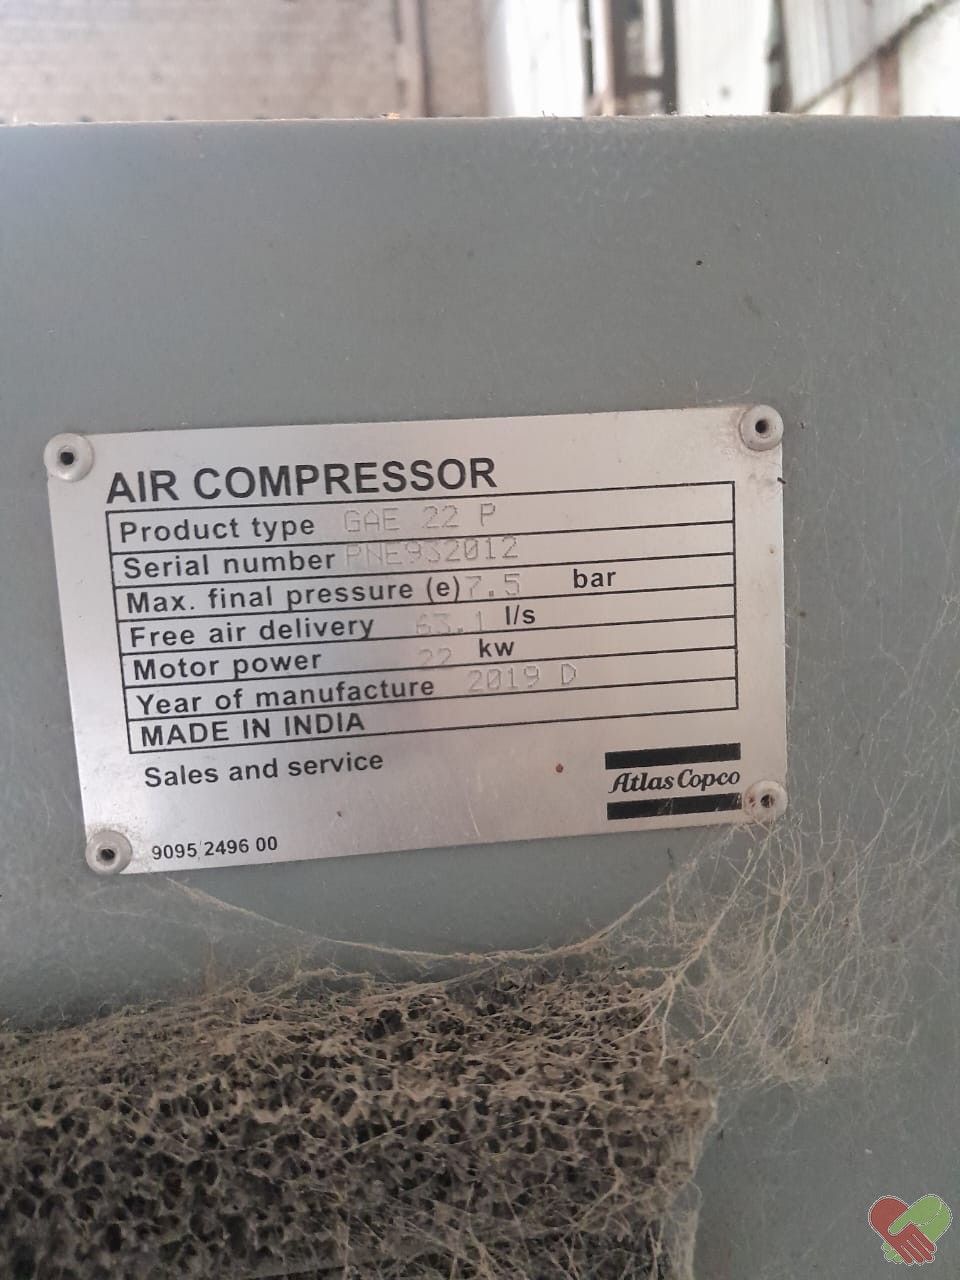 AIR COMPRESSOR
Product type GAE 22 P
Serial number PNE932012
Max. final pressure (e) 7.5 bar
Free air delivery 63.1 l/s
Motor power 22 kw
Year of manufacture 2019 D
MADE IN INDIA
Sales and service
Atlas Copco
9095 2496 00